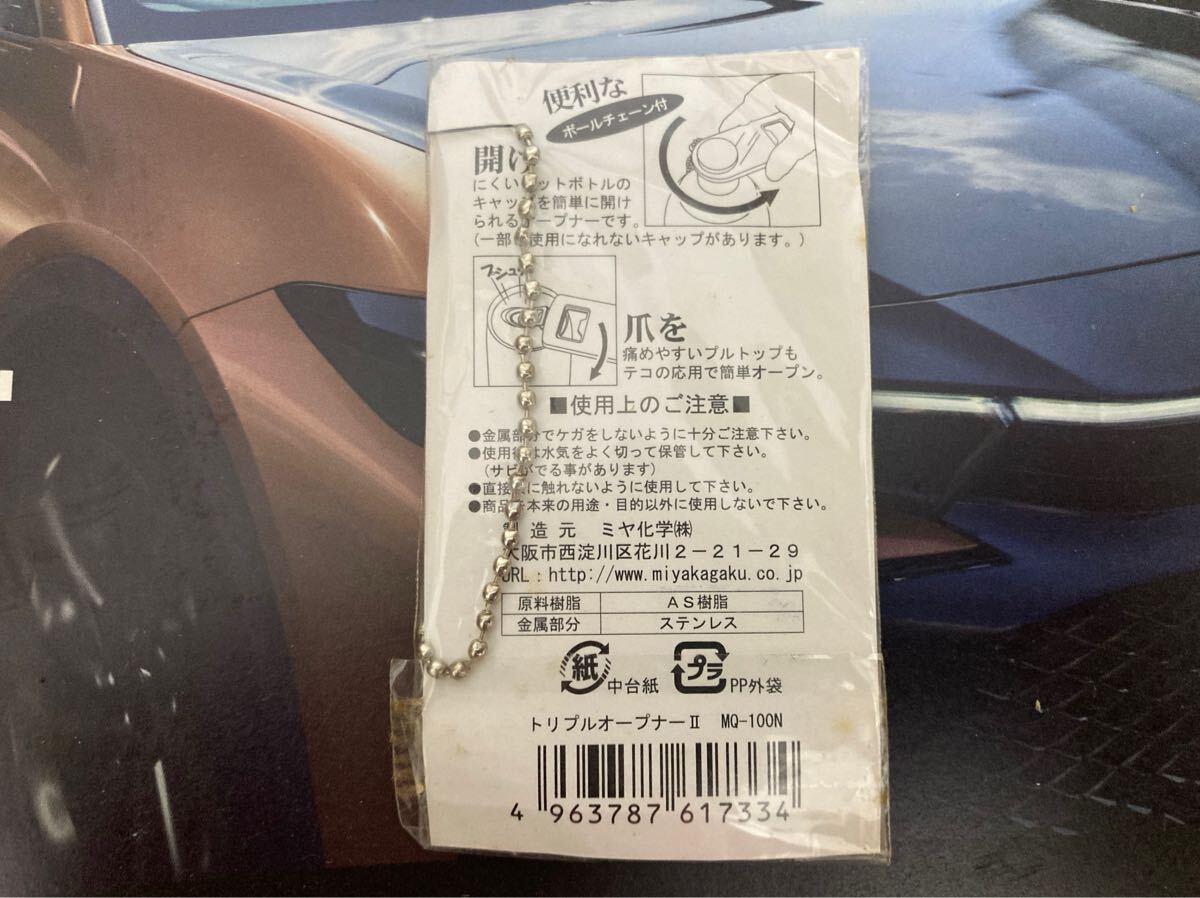 便利な
ボールチェーン付
開け
にくいペットボトルの
キャップを簡単に開け
られるオープナーです。
(一部ご使用になれないキャップがあります。)
プシュッ
爪を
痛めやすいプルトップも
テコの応用で簡単オープン。
■使用上のご注意■
●金属部分でケガをしないように十分ご注意下さい。
●使用後は水気をよく切って保管して下さい。
(サビがでる事があります)
●直接火に触れないように使用して下さい。
●商品を本来の用途・目的以外に使用しないで下さい。
製造元 ミヤ化学㈱
大阪市西淀川区花川2-21-29
URL:http://www.miyakagaku.co.jp
原料樹脂 AS樹脂
金属部分 ステンレス
紙 中台紙 プラ PP外袋
トリプルオープナーⅡ MQ-100N
4 963787 617334